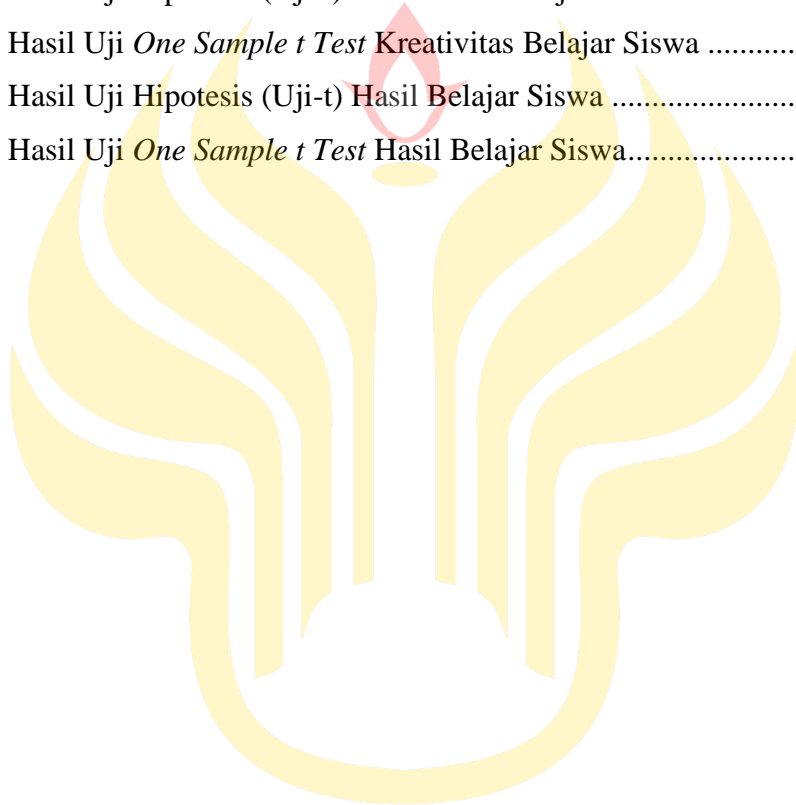 Hasil Uji One Sample t Test Kreativitas Belajar Siswa ...........
Hasil Uji Hipotesis (Uji-t) Hasil Belajar Siswa ......................
Hasil Uji One Sample t Test Hasil Belajar Siswa....................